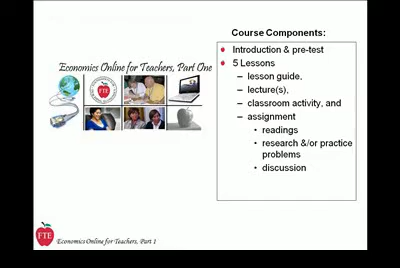 Course Components:
Economics Online for Teachers, Part One
FTE
• Introduction & pre-test
• 5 Lessons
– lesson guide,
– lecture(s),
– classroom activity, and
– assignment
• readings
• research &/or practice
problems
• discussion
FTE
Economics Online for Teachers, Part 1